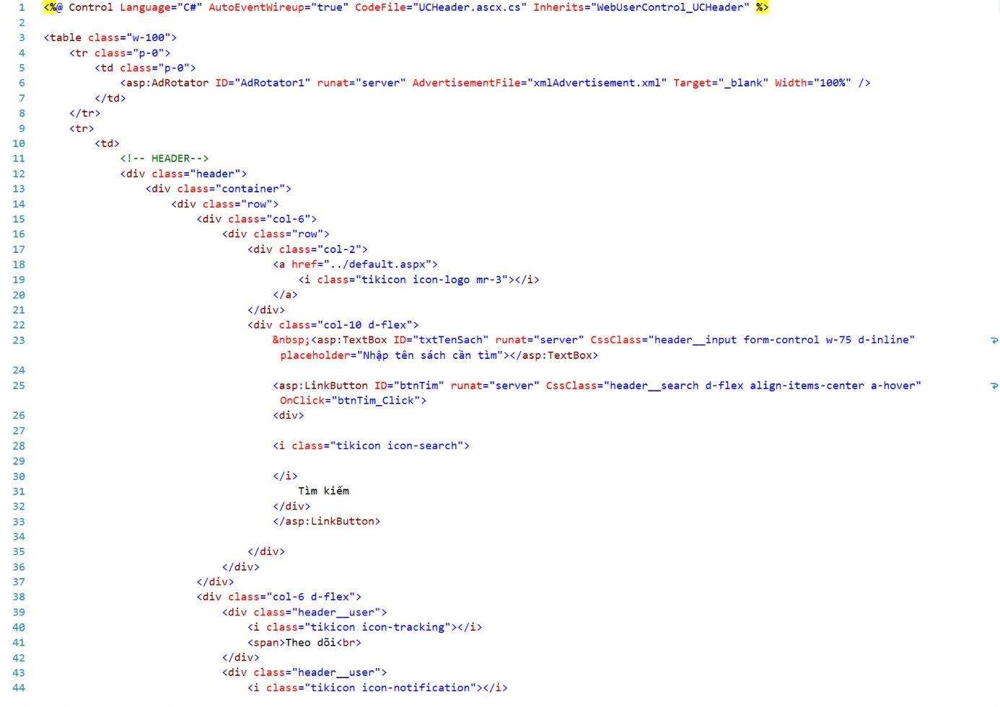 1 <%@ Control Language="C#" AutoEventWireup="true" CodeFile="UCHeader.ascx.cs" Inherits="WebUserControl_UCHeader" %>
2
3 <table class="w-100">
4 <tr class="p-0">
5 <td class="p-0">
6 <asp:AdRotator ID="AdRotator1" runat="server" AdvertisementFile="xmlAdvertisement.xml" Target="_blank" Width="100%" />
7 </td>
8 </tr>
9 <tr>
10 <td>
11 <!-- HEADER-->
12 <div class="header">
13 <div class="container">
14 <div class="row">
15 <div class="col-6">
16 <div class="row">
17 <div class="col-2">
18 <a href="../default.aspx">
19 <i class="tikicon icon-logo mr-3"></i>
20 </a>
21 </div>
22 <div class="col-10 d-flex">
23 &nbsp;<asp:TextBox ID="txtTenSach" runat="server" CssClass="header__input form-control w-75 d-inline"
placeholder="Nhập tên sách cần tìm"></asp:TextBox>
24
25 <asp:LinkButton ID="btnTim" runat="server" CssClass="header__search d-flex align-items-center a-hover"
OnClick="btnTim_Click">
26 <div>
27
28 <i class="tikicon icon-search">
29
30 </i>
31 Tìm kiếm
32 </div>
33 </asp:LinkButton>
34
35 </div>
36 </div>
37 </div>
38 <div class="col-6 d-flex">
39 <div class="header__user">
40 <i class="tikicon icon-tracking"></i>
41 <span>Theo dõi<br>
42 </div>
43 <div class="header__user">
44 <i class="tikicon icon-notification"></i>